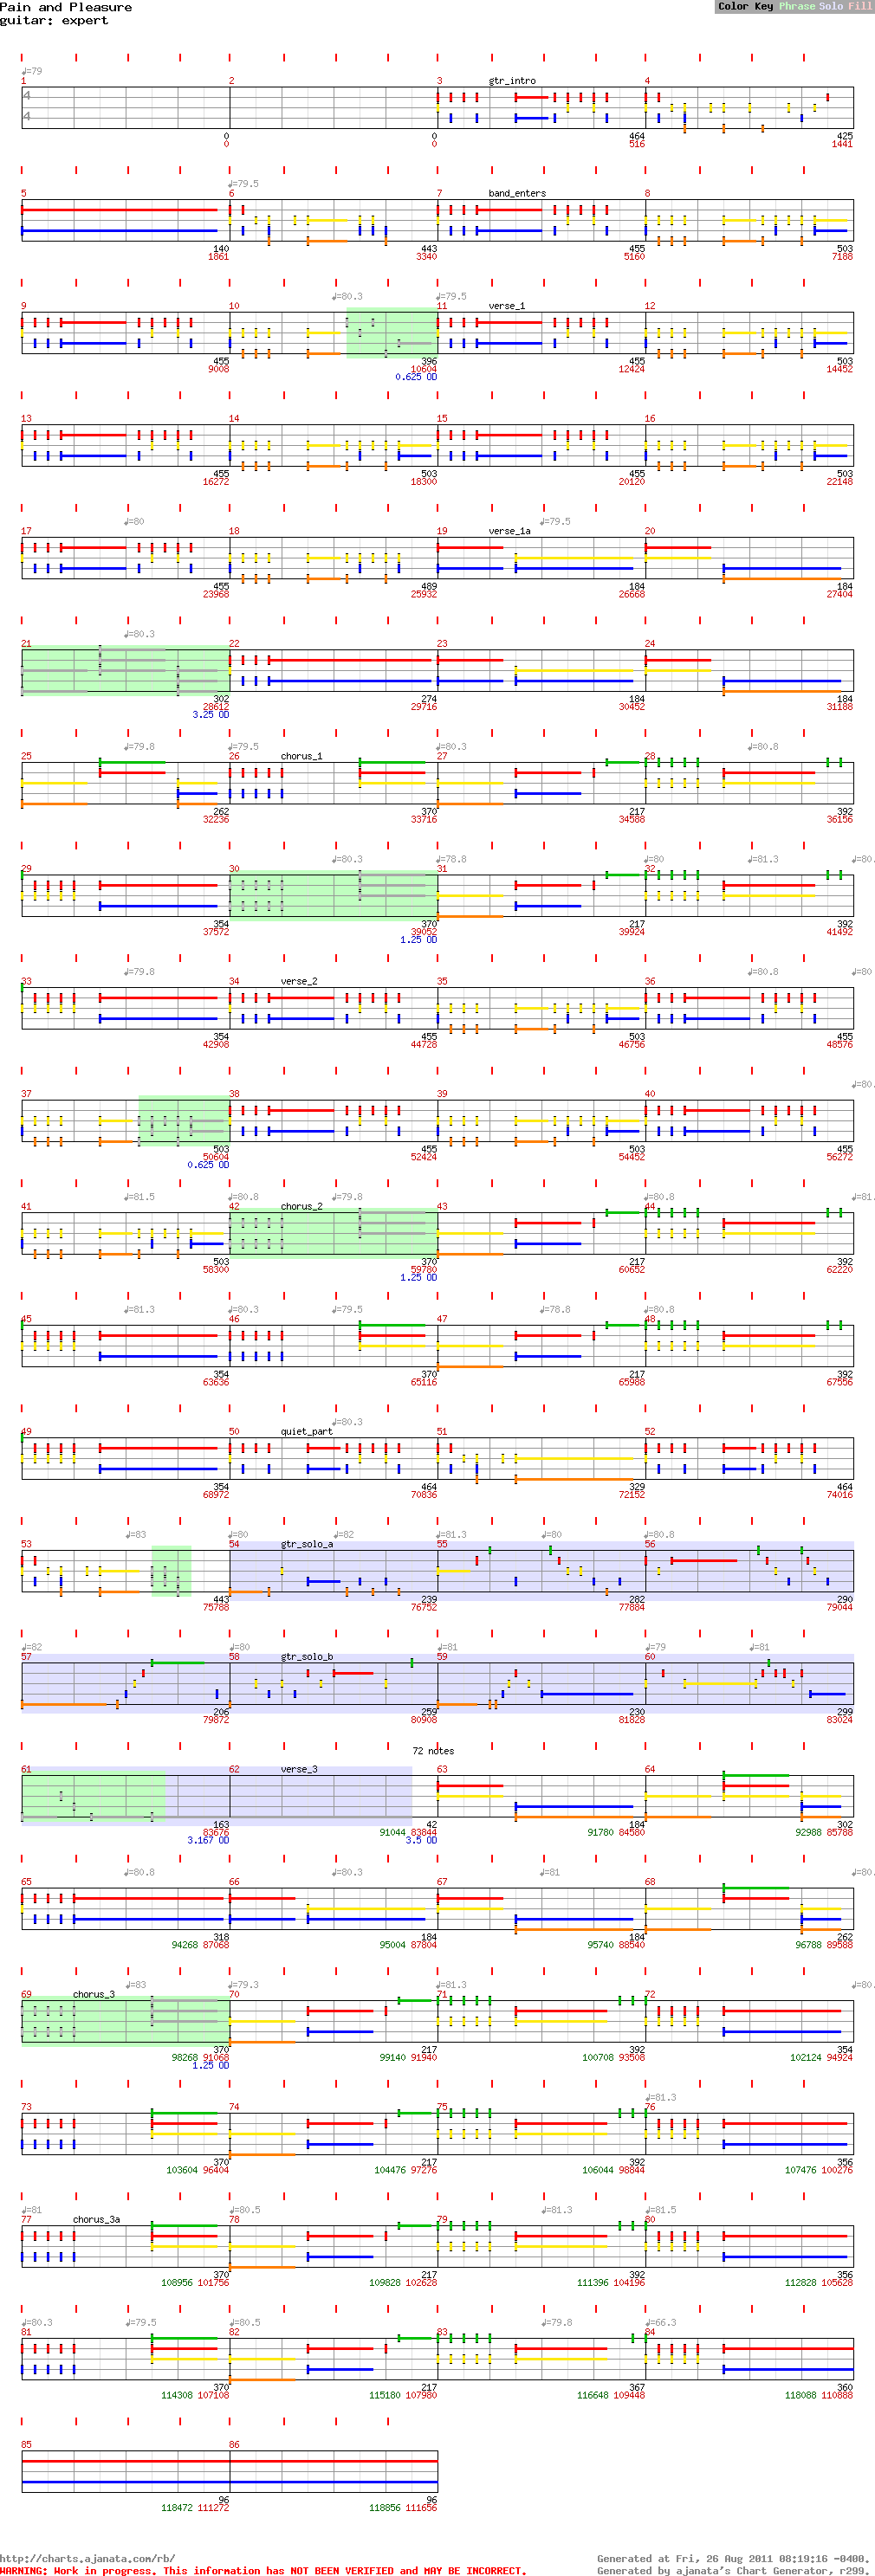 Pain and Pleasure
Color Key Phrase Solo Fill
guitar: expert
♩=79
1 2 3 gtr_intro 4
4
4
0 0 464 425
0 0 516 1441
♩=79.5
5 6 7 band_enters 8
140 443 455 503
1861 3340 5160 7188
♩=80.3 ♩=79.5
9 10 11 verse_1 12
455 396 455 503
9008 10604 12424 14452
0.625 OD
13 14 15 16
455 503 455 503
16272 18300 20120 22148
♩=80 ♩=79.5
17 18 19 verse_1a 20
455 489 184 184
23968 25932 26668 27404
♩=80.3
21 22 23 24
302 274 184 184
28612 29716 30452 31188
3.25 OD
♩=79.8 ♩=79.5 ♩=80.3 ♩=80.8
25 26 chorus_1 27 28
262 370 217 392
32236 33716 34588 36156
♩=80.3 ♩=78.8 ♩=80 ♩=81.3 ♩=80.
29 30 31 32
354 370 217 392
37572 39052 39924 41492
1.25 OD
♩=79.8 ♩=80.8 ♩=80
33 34 verse_2 35 36
354 455 503 455
42908 44728 46756 48576
♩=80.
37 38 39 40
503 455 503 455
50604 52424 54452 56272
0.625 OD
♩=81.5 ♩=80.8 ♩=79.8 ♩=80.8 ♩=81.
41 42 chorus_2 43 44
503 370 217 392
58300 59780 60652 62220
1.25 OD
♩=81.3 ♩=80.3 ♩=79.5 ♩=78.8 ♩=80.8
45 46 47 48
354 370 217 392
63636 65116 65988 67556
♩=80.3
49 50 quiet_part 51 52
354 464 329 464
68972 70836 72152 74016
♩=83 ♩=80 ♩=82 ♩=81.3 ♩=80 ♩=80.8
53 54 gtr_solo_a 55 56
443 239 282 290
75788 76752 77884 79044
♩=82 ♩=80 ♩=81 ♩=79 ♩=81
57 58 gtr_solo_b 59 60
206 259 230 299
79872 80908 81828 83024
72 notes
61 62 verse_3 63 64
163 42 184 302
83676 91044 83844 91780 84580 92988 85788
3.167 OD 3.5 OD
♩=80.8 ♩=80.3 ♩=81 ♩=80.
65 66 67 68
318 184 184 262
94268 87068 95004 87804 95740 88540 96788 89588
♩=83 ♩=79.3 ♩=81.3 ♩=80.
69 chorus_3 70 71 72
370 217 392 354
98268 91068 99140 91940 100708 93508 102124 94924
1.25 OD
♩=81.3
73 74 75 76
370 217 392 356
103604 96404 104476 97276 106044 98844 107476 100276
♩=81 ♩=80.5 ♩=81.3 ♩=81.5
77 chorus_3a 78 79 80
370 217 392 356
108956 101756 109828 102628 111396 104196 112828 105628
♩=80.3 ♩=79.5 ♩=80.5 ♩=79.8 ♩=66.3
81 82 83 84
370 217 367 360
114308 107108 115180 107980 116648 109448 118088 110888
85 86
96 96
118472 111272 118856 111656
http://charts.ajanata.com/rb/
Generated at Fri, 26 Aug 2011 08:19:16 -0400.
WARNING: Work in progress. This information has NOT BEEN VERIFIED and MAY BE INCORRECT.
Generated by ajanata's Chart Generator, r299.